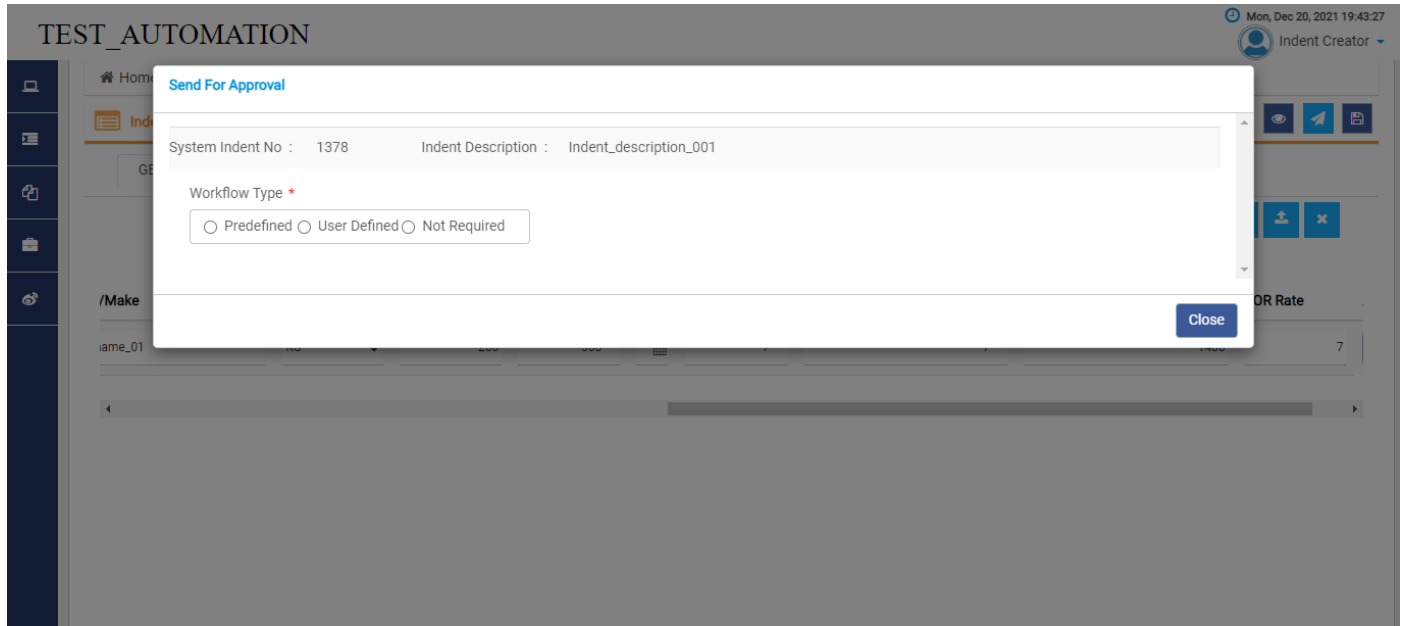 Mon, Dec 20, 2021 19:43:27
TEST_AUTOMATION
Indent Creator
Home
Send For Approval
System Indent No : 1378 Indent Description : Indent_description_001
Workflow Type *
Predefined User Defined Not Required
/Make OR Rate
Close
7